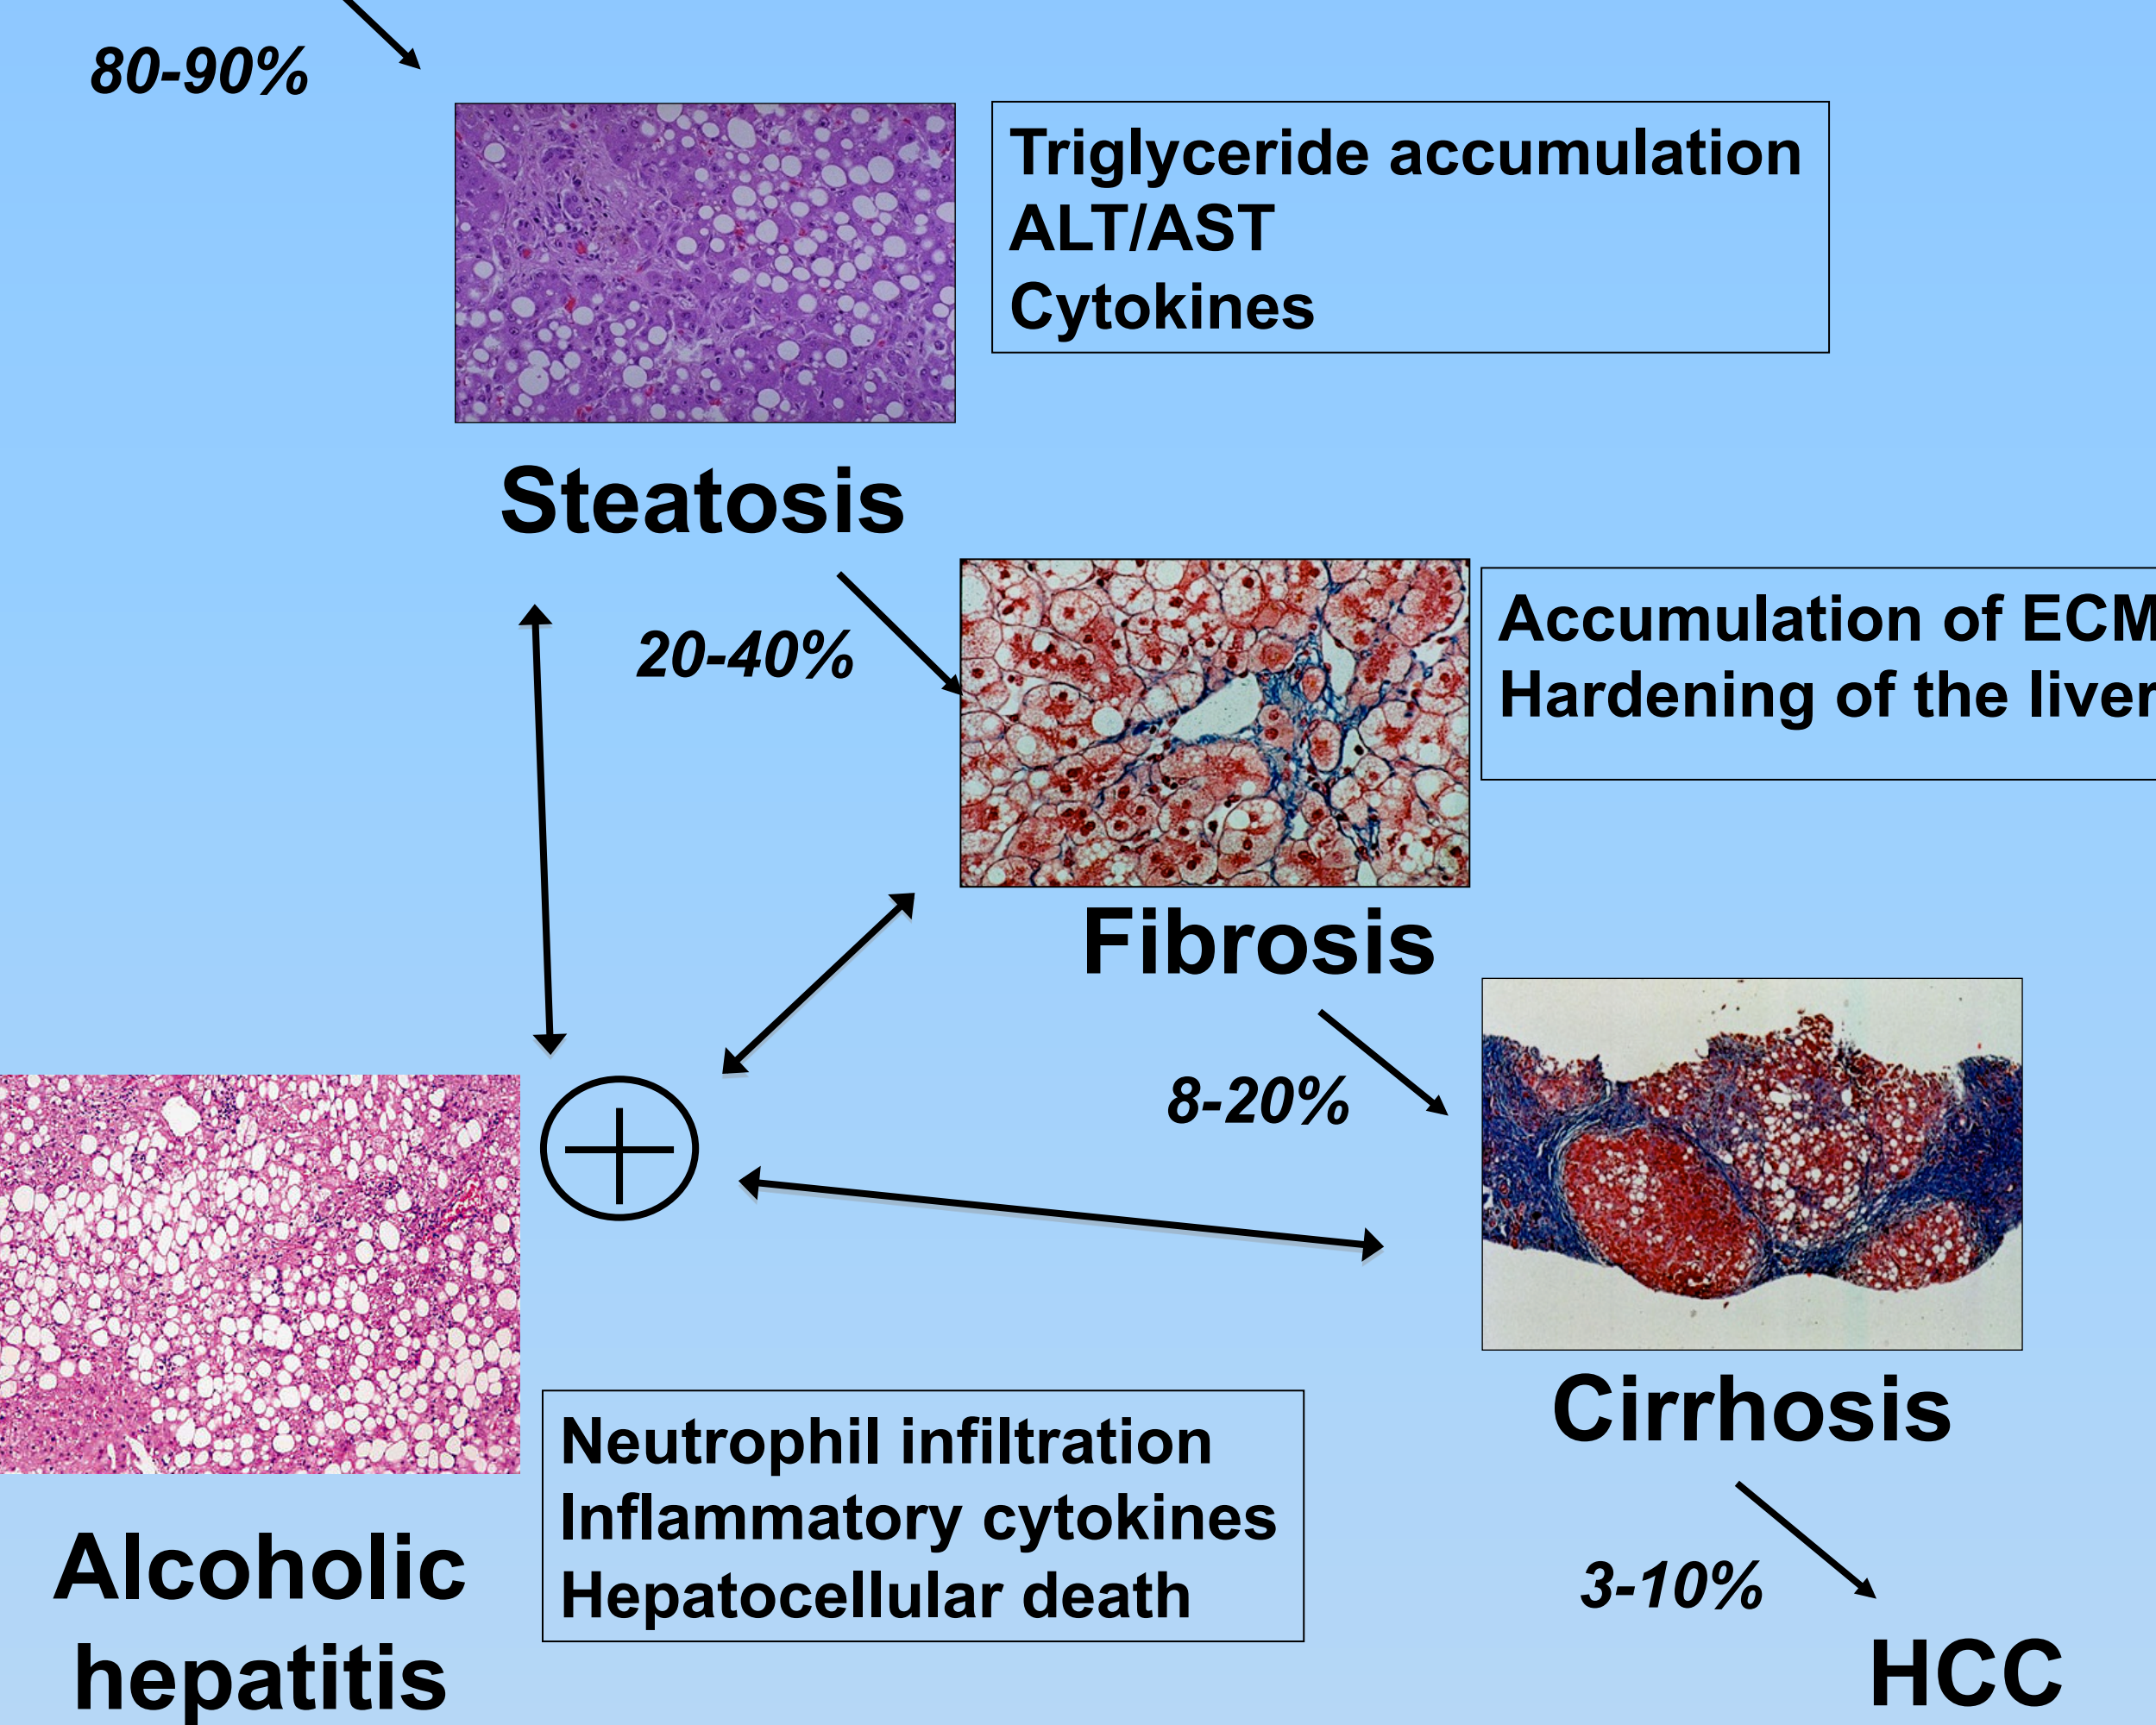 80-90%
Triglyceride accumulation
ALT/AST
Cytokines
Steatosis
20-40%
Accumulation of ECM
Hardening of the liver
Fibrosis
8-20%
Cirrhosis
Neutrophil infiltration
Inflammatory cytokines
Hepatocellular death
Alcoholic
hepatitis
3-10%
HCC